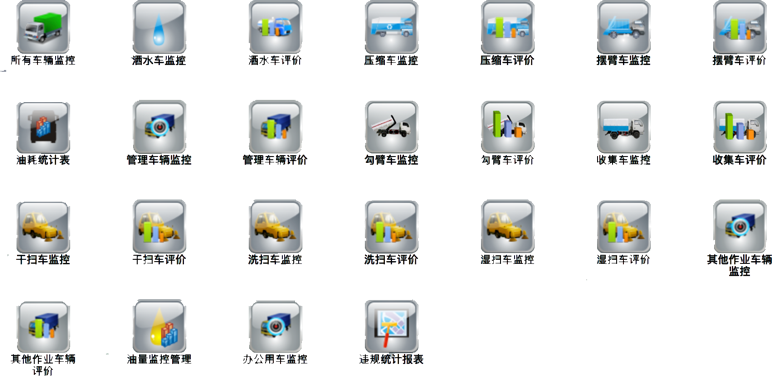 所有车辆监控 洒水车监控 洒水车评价 压缩车监控 压缩车评价 摆臂车监控 摆臂车评价
油耗统计表 管理车辆监控 管理车辆评价 勾臂车监控 勾臂车评价 收集车监控 收集车评价
干扫车监控 干扫车评价 洗扫车监控 洗扫车评价 湿扫车监控 湿扫车评价 其他作业车辆
监控
其他作业车辆 油量监控管理 办公用车监控 违规统计报表
评价